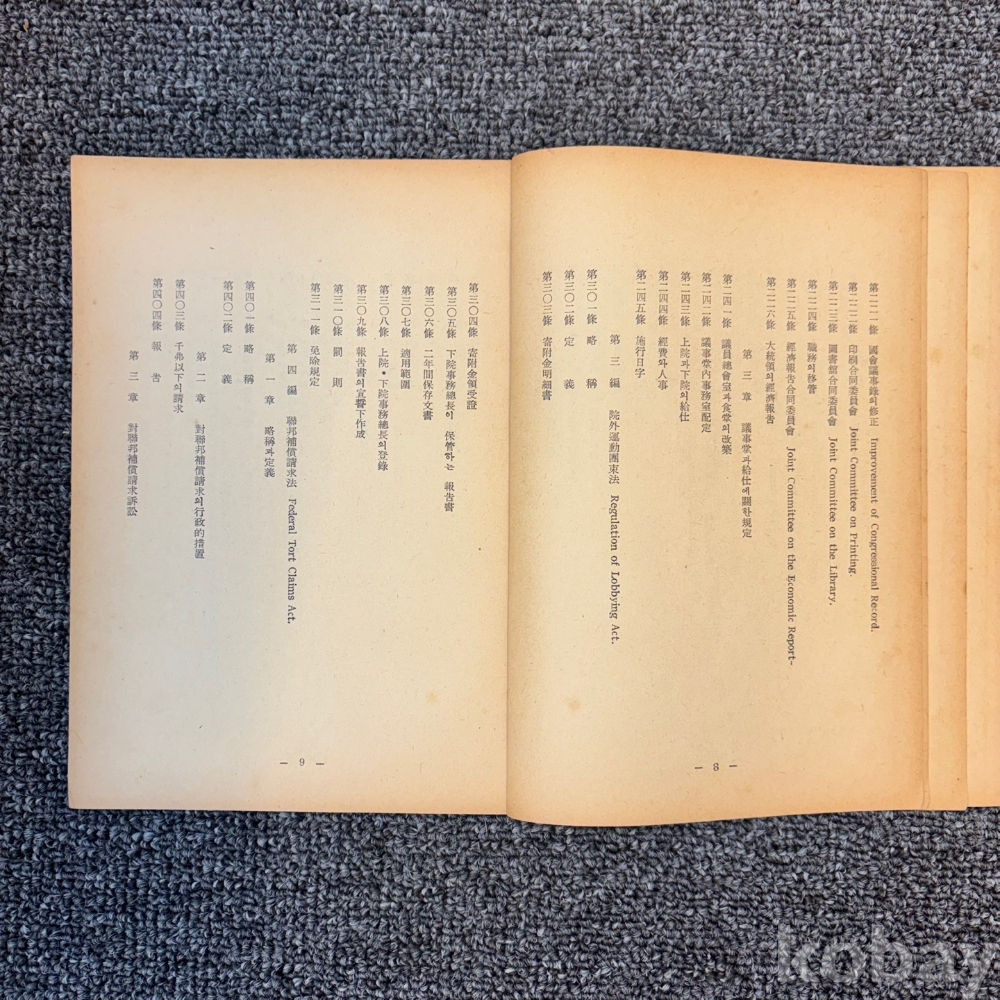 第二二一條 國會議事錄의修正 Improvement of Congressional Record.
第二二二條 印刷合同委員會 Joint Committee on Printing.
第二二三條 圖書館合同委員會 Joint Committee on the Library.
第二二四條 職務의移管
第二二五條 經濟報告合同委員會 Joint Committee on the Economic Report-
第二二六條 大統領의經濟報告
第三章 議事堂과給仕에關한規定
第二四一條 議員總會室과食堂의改築
第二四二條 議事堂內事務室配定
第二四三條 上院과下院의給仕
第二四四條 經費와人事
第二四五條 施行日字
第三編 院外運動團束法 Regulation of Lobbying Act.
第三〇一條 略稱
第三〇二條 定義
第三〇三條 寄附金明細書
— 8 —
第三〇四條 寄附金領受證
第三〇五條 下院事務總長이 保管하는 報告書
第三〇六條 二年間保存文書
第三〇七條 適用範圍
第三〇八條 上院・下院事務總長의登錄
第三〇九條 報告書의宣誓下作成
第三一〇條 罰則
第三一一條 免除規定
第四編 聯邦補償請求法 Federal Tort Claims Act.
第一章 略稱과定義
第四〇一條 略稱
第四〇二條 定義
第二章 對聯邦補償請求의行政的措置
第四〇三條 千弗以下의請求
第四〇四條 報告
第三章 對聯邦補償請求訴訟
— 9 —
kobay